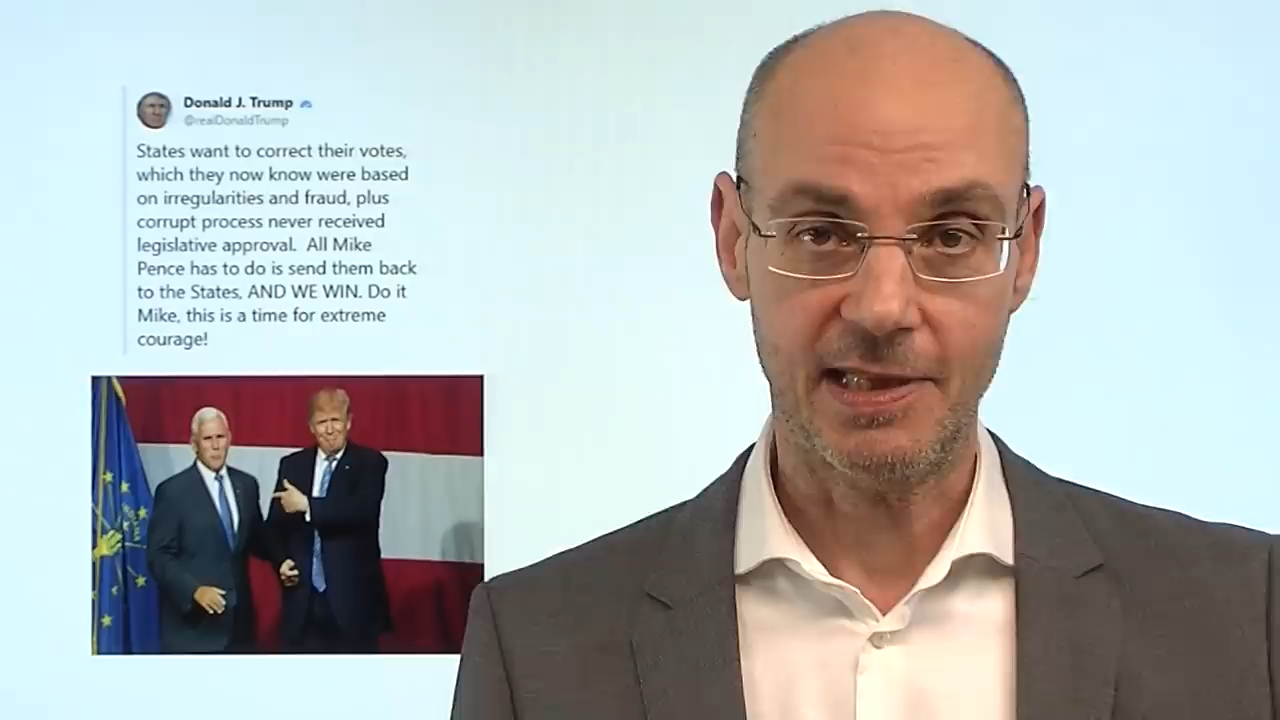 Donald J. Trump
@realDonaldTrump
States want to correct their votes,
which they now know were based
on irregularities and fraud, plus
corrupt process never received
legislative approval.  All Mike
Pence has to do is send them back
to the States, AND WE WIN. Do it
Mike, this is a time for extreme
courage!